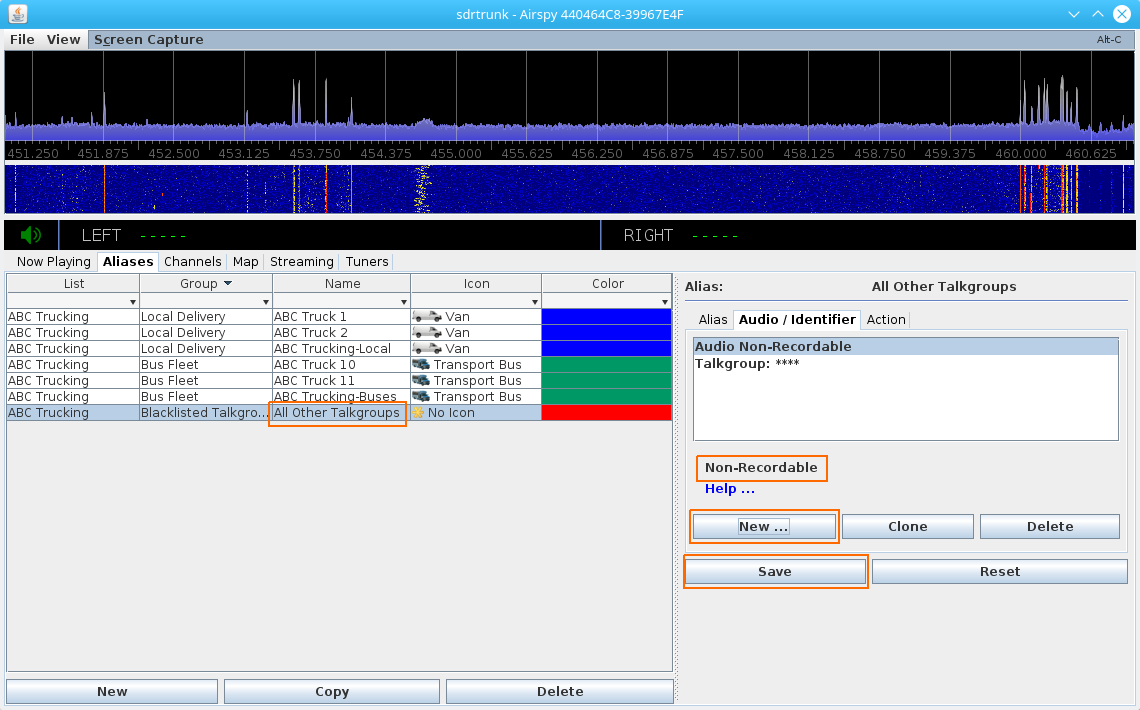 sdrtrunk - Airspy 440464C8-39967E4F
File View Screen Capture Alt-C
451.250 451.875 452.500 453.125 453.750 454.375 455.000 455.625 456.250 456.875 457.500 458.125 458.750 459.375 460.000 460.625
LEFT - - - - - RIGHT - - - - -
Now Playing Aliases Channels Map Streaming Tuners
List Group Name Icon Color
ABC Trucking Local Delivery ABC Truck 1 Van
ABC Trucking Local Delivery ABC Truck 2 Van
ABC Trucking Local Delivery ABC Trucking-Local Van
ABC Trucking Bus Fleet ABC Truck 10 Transport Bus
ABC Trucking Bus Fleet ABC Truck 11 Transport Bus
ABC Trucking Bus Fleet ABC Trucking-Buses Transport Bus
ABC Trucking Blacklisted Talkgro... All Other Talkgroups No Icon
New Copy Delete
Alias: All Other Talkgroups
Alias Audio / Identifier Action
Audio Non-Recordable
Talkgroup: ****
Non-Recordable
Help ...
New ... Clone Delete
Save Reset